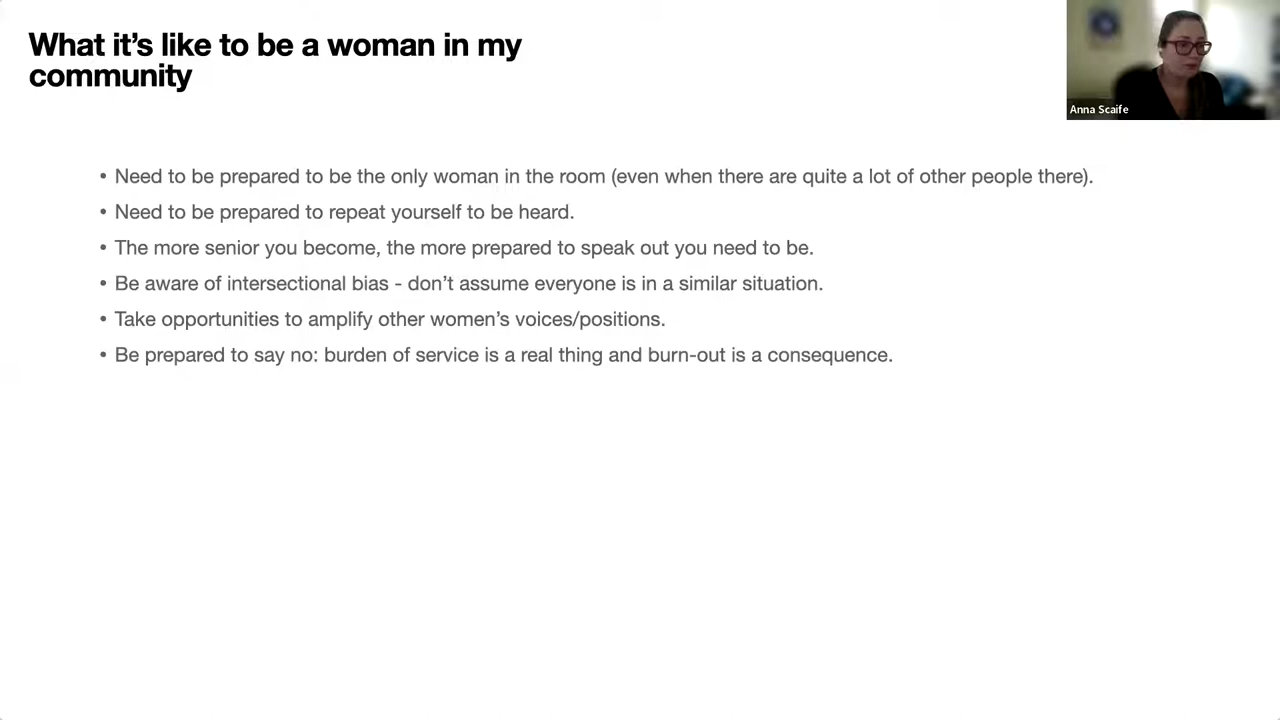 What it’s like to be a woman in my
community
Anna Scaife
• Need to be prepared to be the only woman in the room (even when there are quite a lot of other people there).
• Need to be prepared to repeat yourself to be heard.
• The more senior you become, the more prepared to speak out you need to be.
• Be aware of intersectional bias - don’t assume everyone is in a similar situation.
• Take opportunities to amplify other women’s voices/positions.
• Be prepared to say no: burden of service is a real thing and burn-out is a consequence.